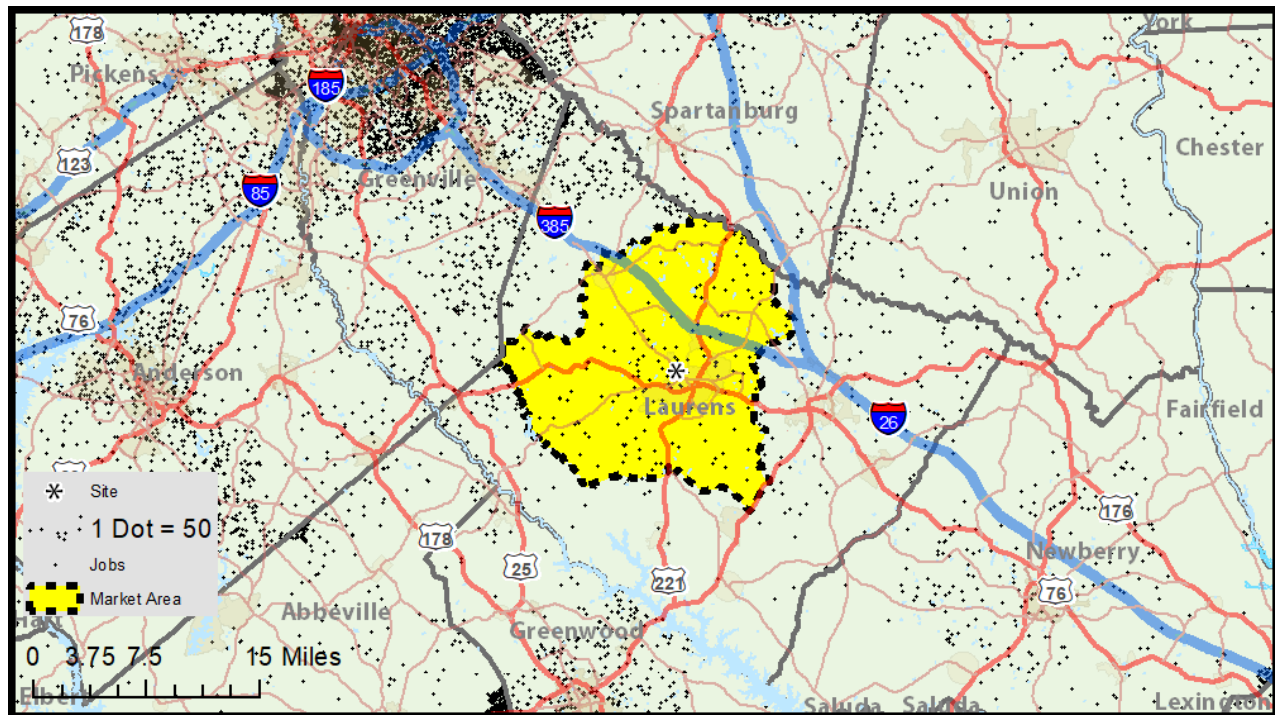 178
York
Pickens
185
Spartanburg
Chester
123
Greenville
85
Union
385
76
Anderson
Laurens
Fairfield
26
Site
1 Dot = 50
Jobs
Market Area
178
176
25
221
Newberry
76
Abbeville
Greenwood
0 3.75 7.5 15 Miles
Elbert
Saluda Saluda
Lexington